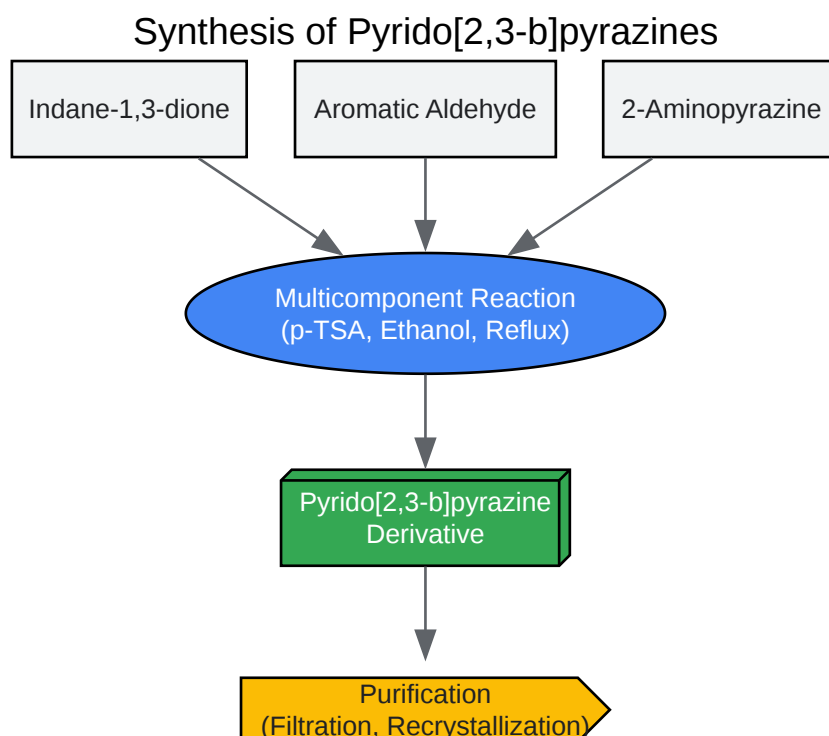 Synthesis of Pyrido[2,3-b]pyrazines
Indane-1,3-dione
Aromatic Aldehyde
2-Aminopyrazine
Multicomponent Reaction
(p-TSA, Ethanol, Reflux)
Pyrido[2,3-b]pyrazine
Derivative
Purification
(Filtration, Recrystallization)